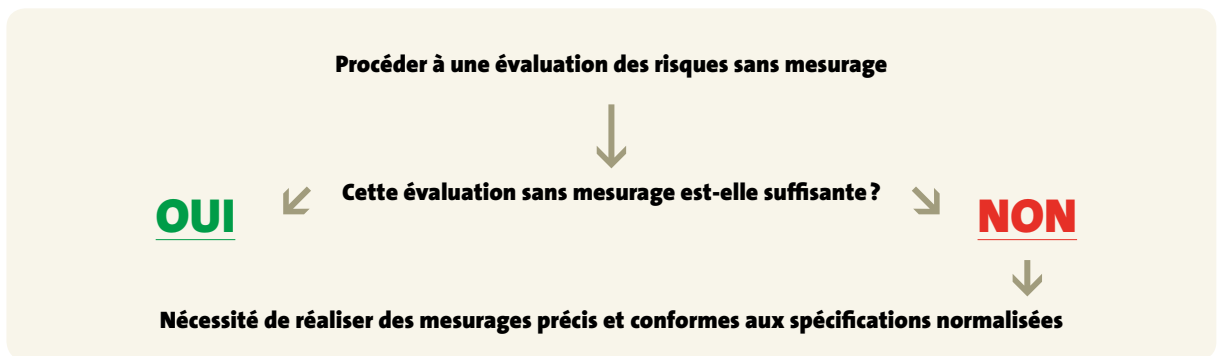 Procéder à une évaluation des risques sans mesurage
Cette évaluation sans mesurage est-elle suffisante ?
OUI
NON
Nécessité de réaliser des mesurages précis et conformes aux spécifications normalisées